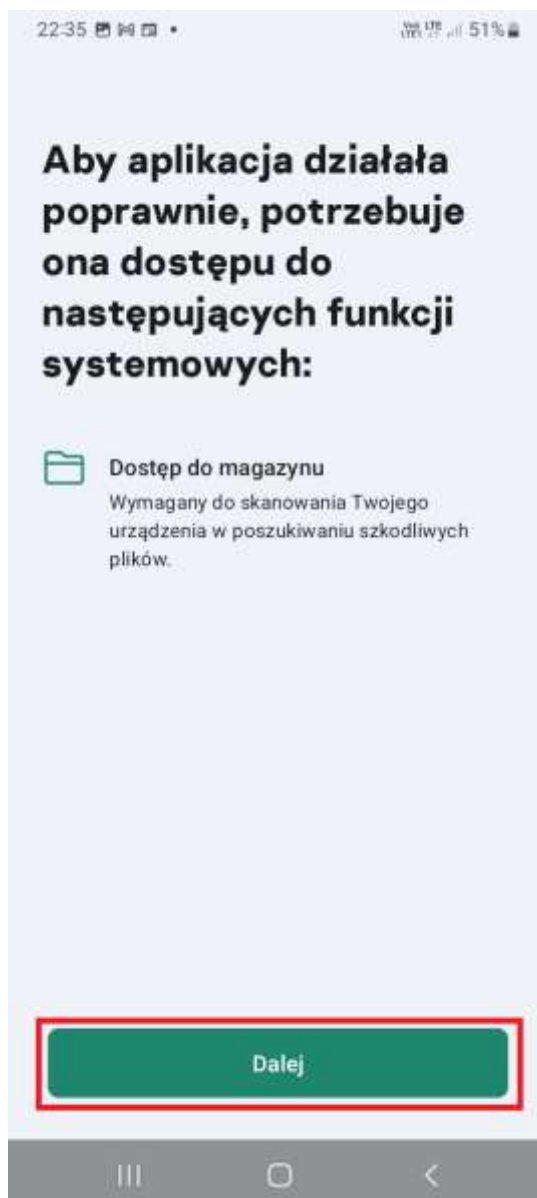 22:35 LTE 51%
Aby aplikacja działała
poprawnie, potrzebuje
ona dostępu do
następujących funkcji
systemowych:
Dostęp do magazynu
Wymagany do skanowania Twojego
urządzenia w poszukiwaniu szkodliwych
plików.
Dalej